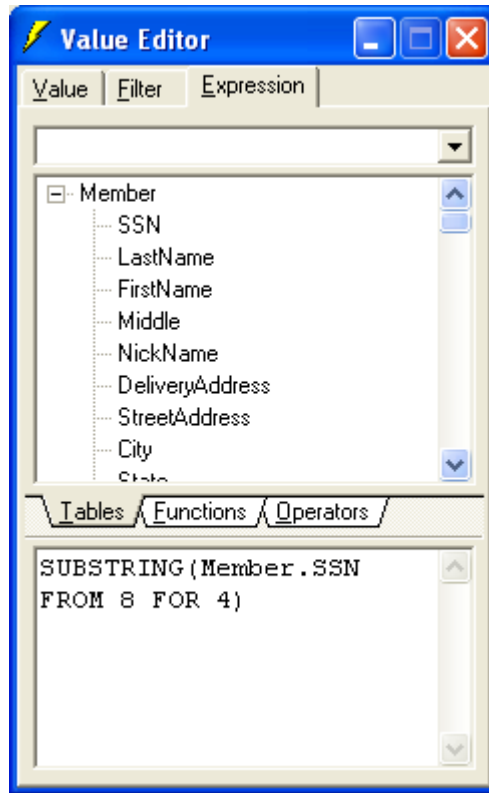 Value Editor
Value Filter Expression
Member
SSN
LastName
FirstName
Middle
NickName
DeliveryAddress
StreetAddress
City
State
Tables Functions Operators
SUBSTRING(Member.SSN
FROM 8 FOR 4)